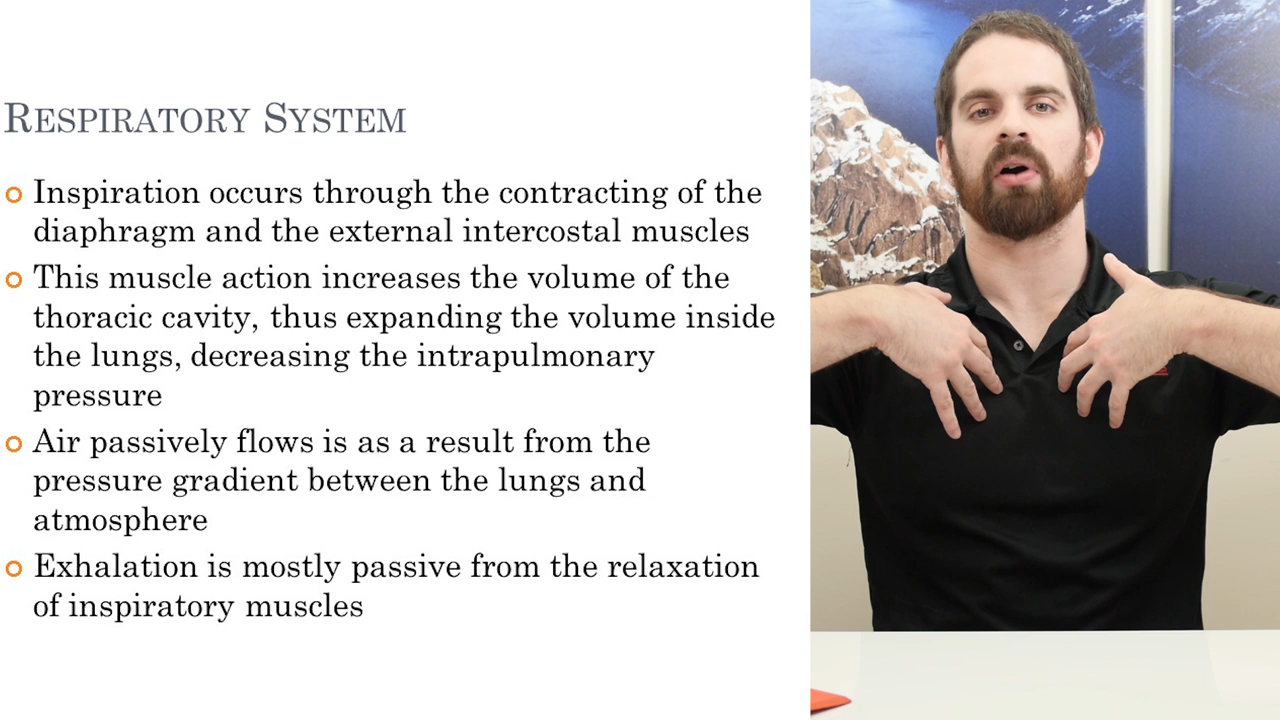 Respiratory System
Inspiration occurs through the contracting of the
diaphragm and the external intercostal muscles
This muscle action increases the volume of the
thoracic cavity, thus expanding the volume inside
the lungs, decreasing the intrapulmonary
pressure
Air passively flows is as a result from the
pressure gradient between the lungs and
atmosphere
Exhalation is mostly passive from the relaxation
of inspiratory muscles